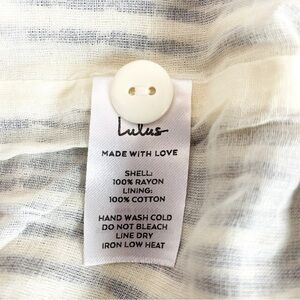 Lulus
MADE WITH LOVE
SHELL:
100% RAYON
LINING:
100% COTTON
HAND WASH COLD
DO NOT BLEACH
LINE DRY
IRON LOW HEAT